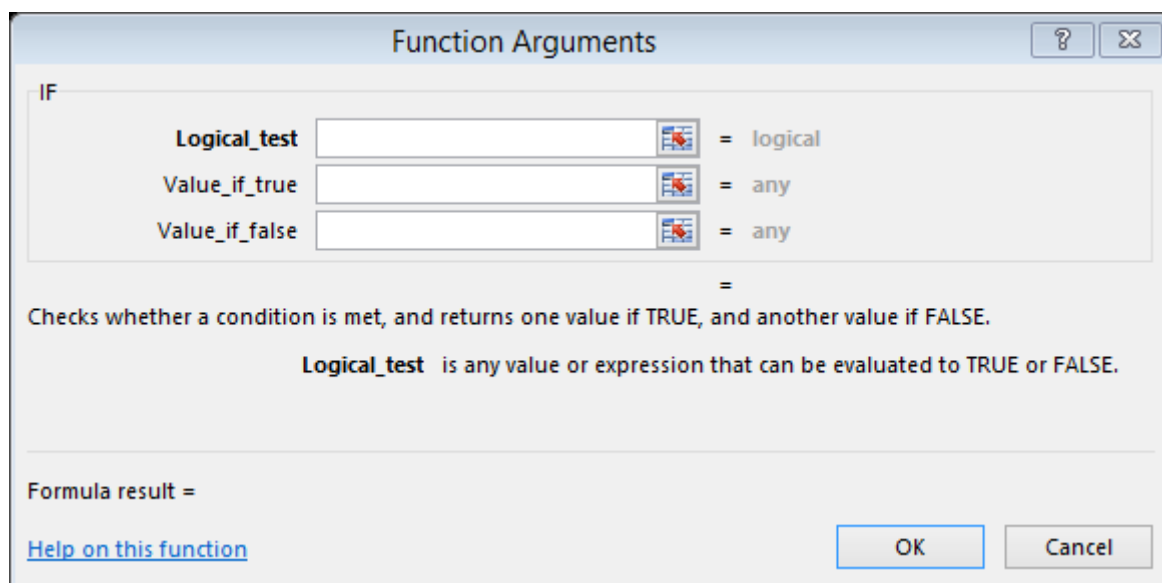 Function Arguments
IF
Logical_test = logical
Value_if_true = any
Value_if_false = any
=
Checks whether a condition is met, and returns one value if TRUE, and another value if FALSE.
Logical_test is any value or expression that can be evaluated to TRUE or FALSE.
Formula result =
Help on this function OK Cancel